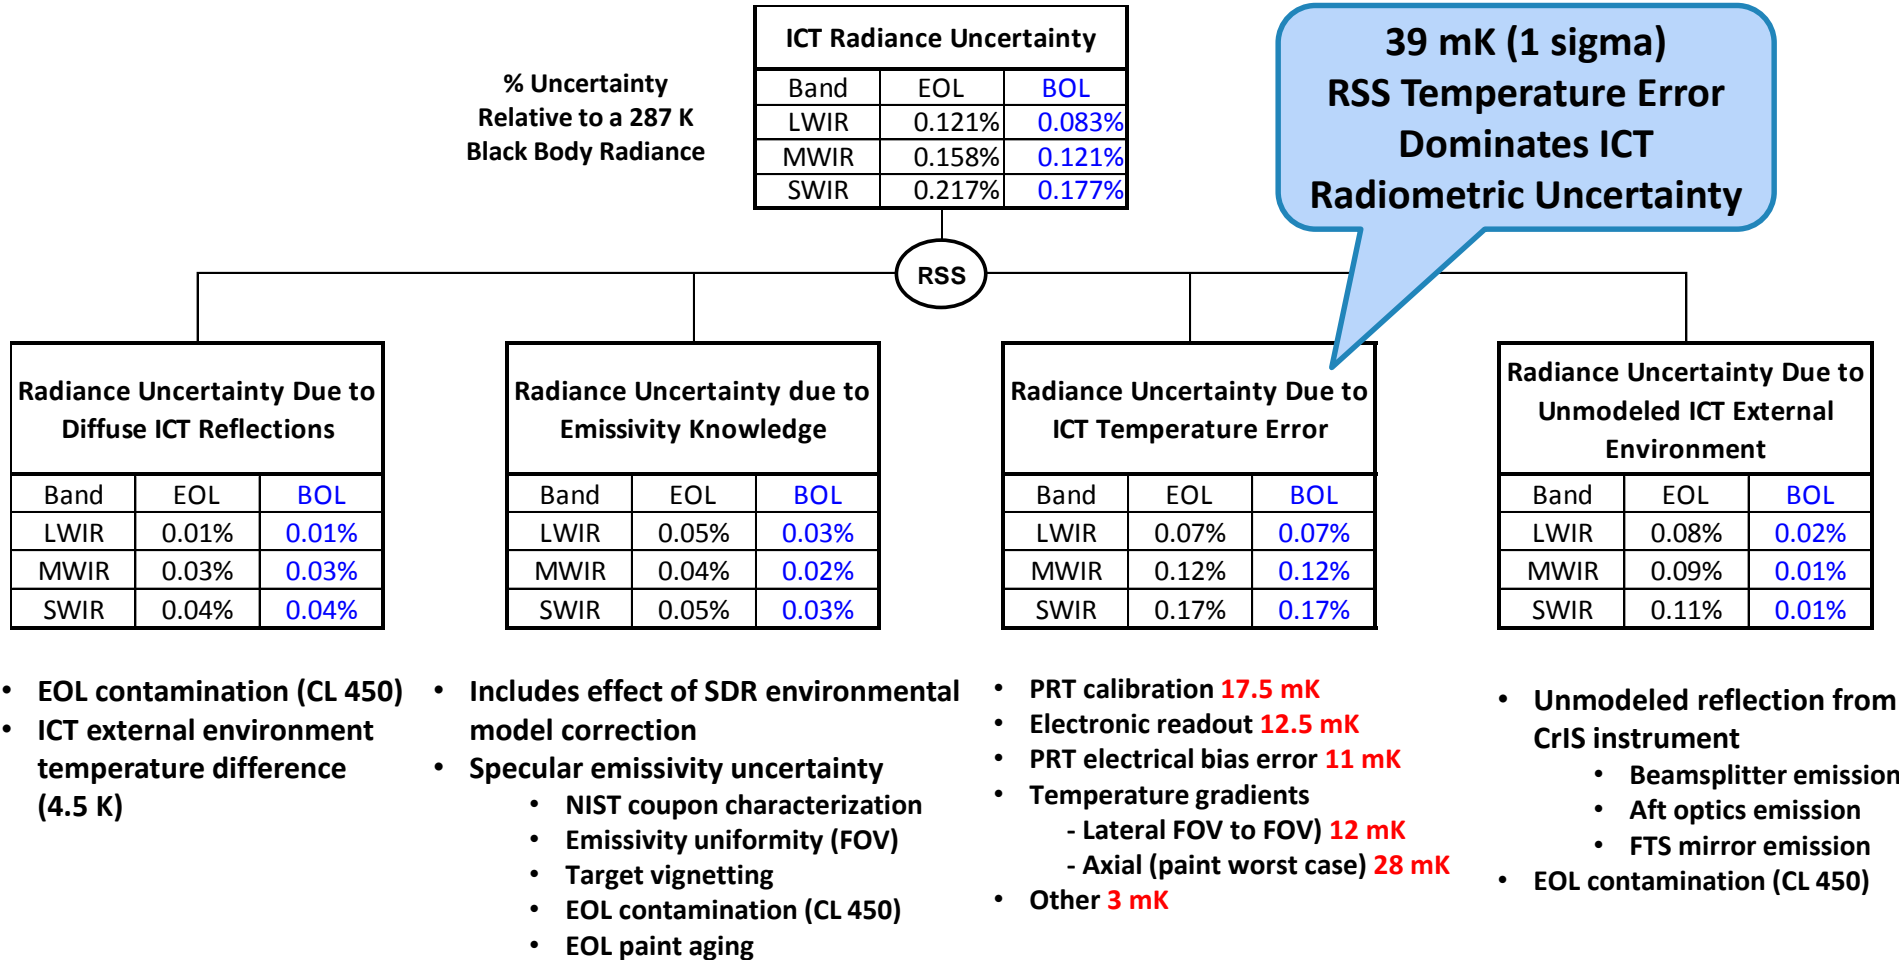 ICT Radiance Uncertainty
Band EOL BOL
LWIR 0.121% 0.083%
MWIR 0.158% 0.121%
SWIR 0.217% 0.177%
% Uncertainty
Relative to a 287 K
Black Body Radiance
39 mK (1 sigma)
RSS Temperature Error
Dominates ICT
Radiometric Uncertainty
RSS
Radiance Uncertainty Due to
Diffuse ICT Reflections
Band EOL BOL
LWIR 0.01% 0.01%
MWIR 0.03% 0.03%
SWIR 0.04% 0.04%
• EOL contamination (CL 450)
• ICT external environment
temperature difference
(4.5 K)
Radiance Uncertainty due to
Emissivity Knowledge
Band EOL BOL
LWIR 0.05% 0.03%
MWIR 0.04% 0.02%
SWIR 0.05% 0.03%
• Includes effect of SDR environmental
model correction
• Specular emissivity uncertainty
• NIST coupon characterization
• Emissivity uniformity (FOV)
• Target vignetting
• EOL contamination (CL 450)
• EOL paint aging
Radiance Uncertainty Due to
ICT Temperature Error
Band EOL BOL
LWIR 0.07% 0.07%
MWIR 0.12% 0.12%
SWIR 0.17% 0.17%
• PRT calibration 17.5 mK
• Electronic readout 12.5 mK
• PRT electrical bias error 11 mK
• Temperature gradients
- Lateral FOV to FOV) 12 mK
- Axial (paint worst case) 28 mK
• Other 3 mK
Radiance Uncertainty Due to
Unmodeled ICT External
Environment
Band EOL BOL
LWIR 0.08% 0.02%
MWIR 0.09% 0.01%
SWIR 0.11% 0.01%
• Unmodeled reflection from
CrIS instrument
• Beamsplitter emission
• Aft optics emission
• FTS mirror emission
• EOL contamination (CL 450)